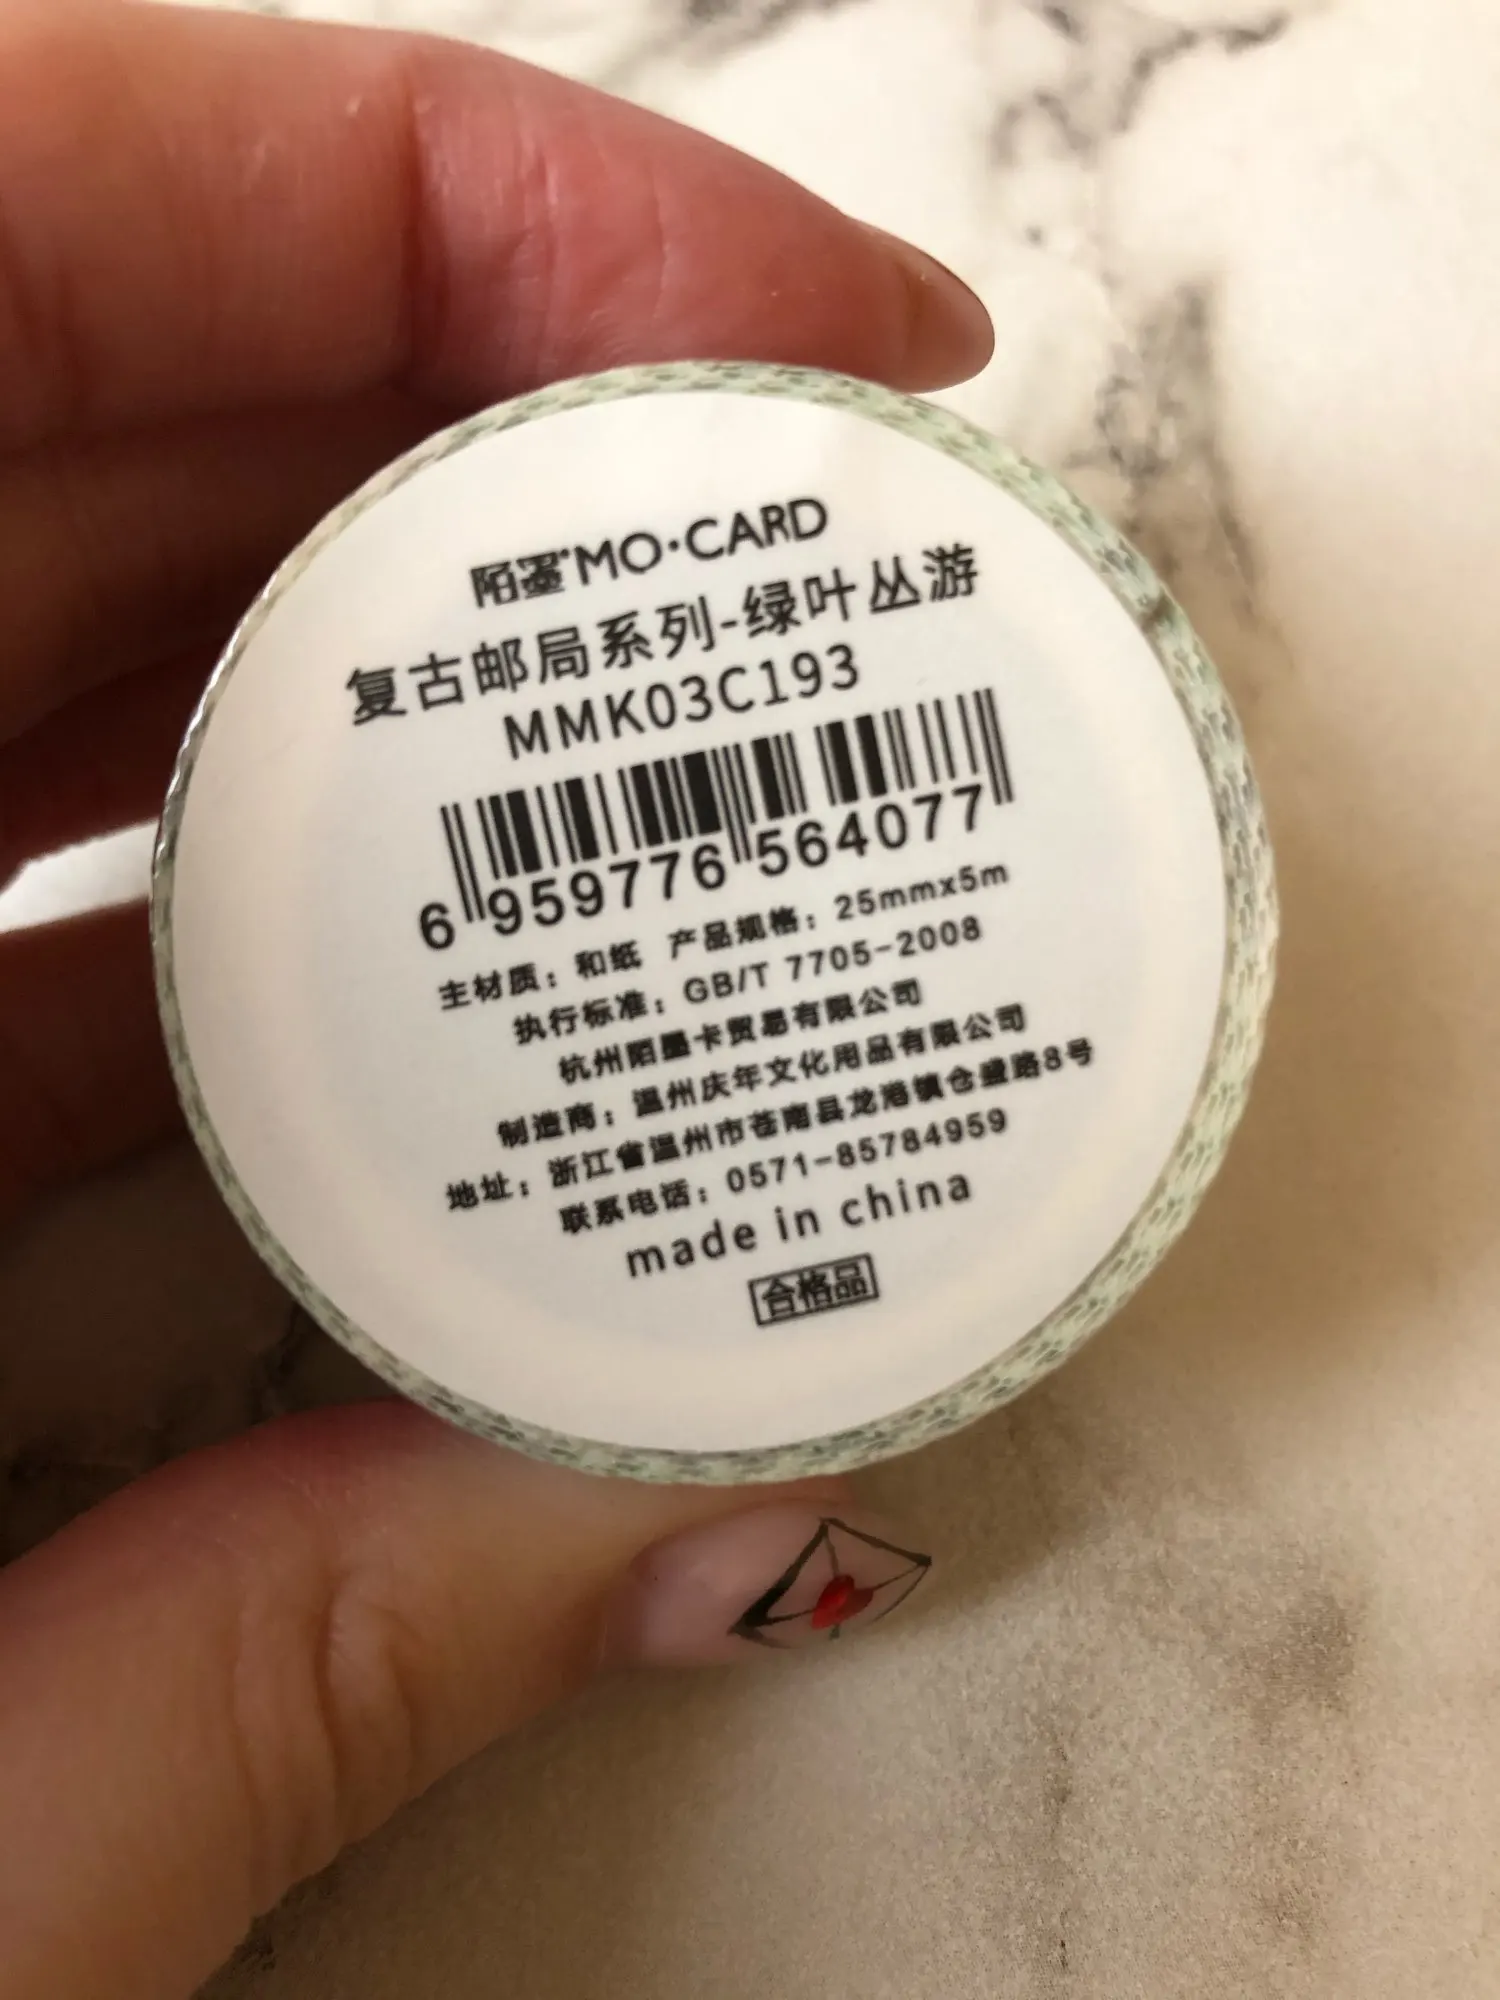 陌墨 MO·CARD
复古邮局系列-绿叶丛游
MMK03C193
6 959776 564077
主材质：和纸 产品规格：25mmx5m
执行标准：GB/T 7705-2008
杭州陌墨卡贸易有限公司
制造商：温州庆年文化用品有限公司
地址：浙江省温州市苍南县龙港镇仓盛路8号
联系电话：0571-85784959
made in china
合格品